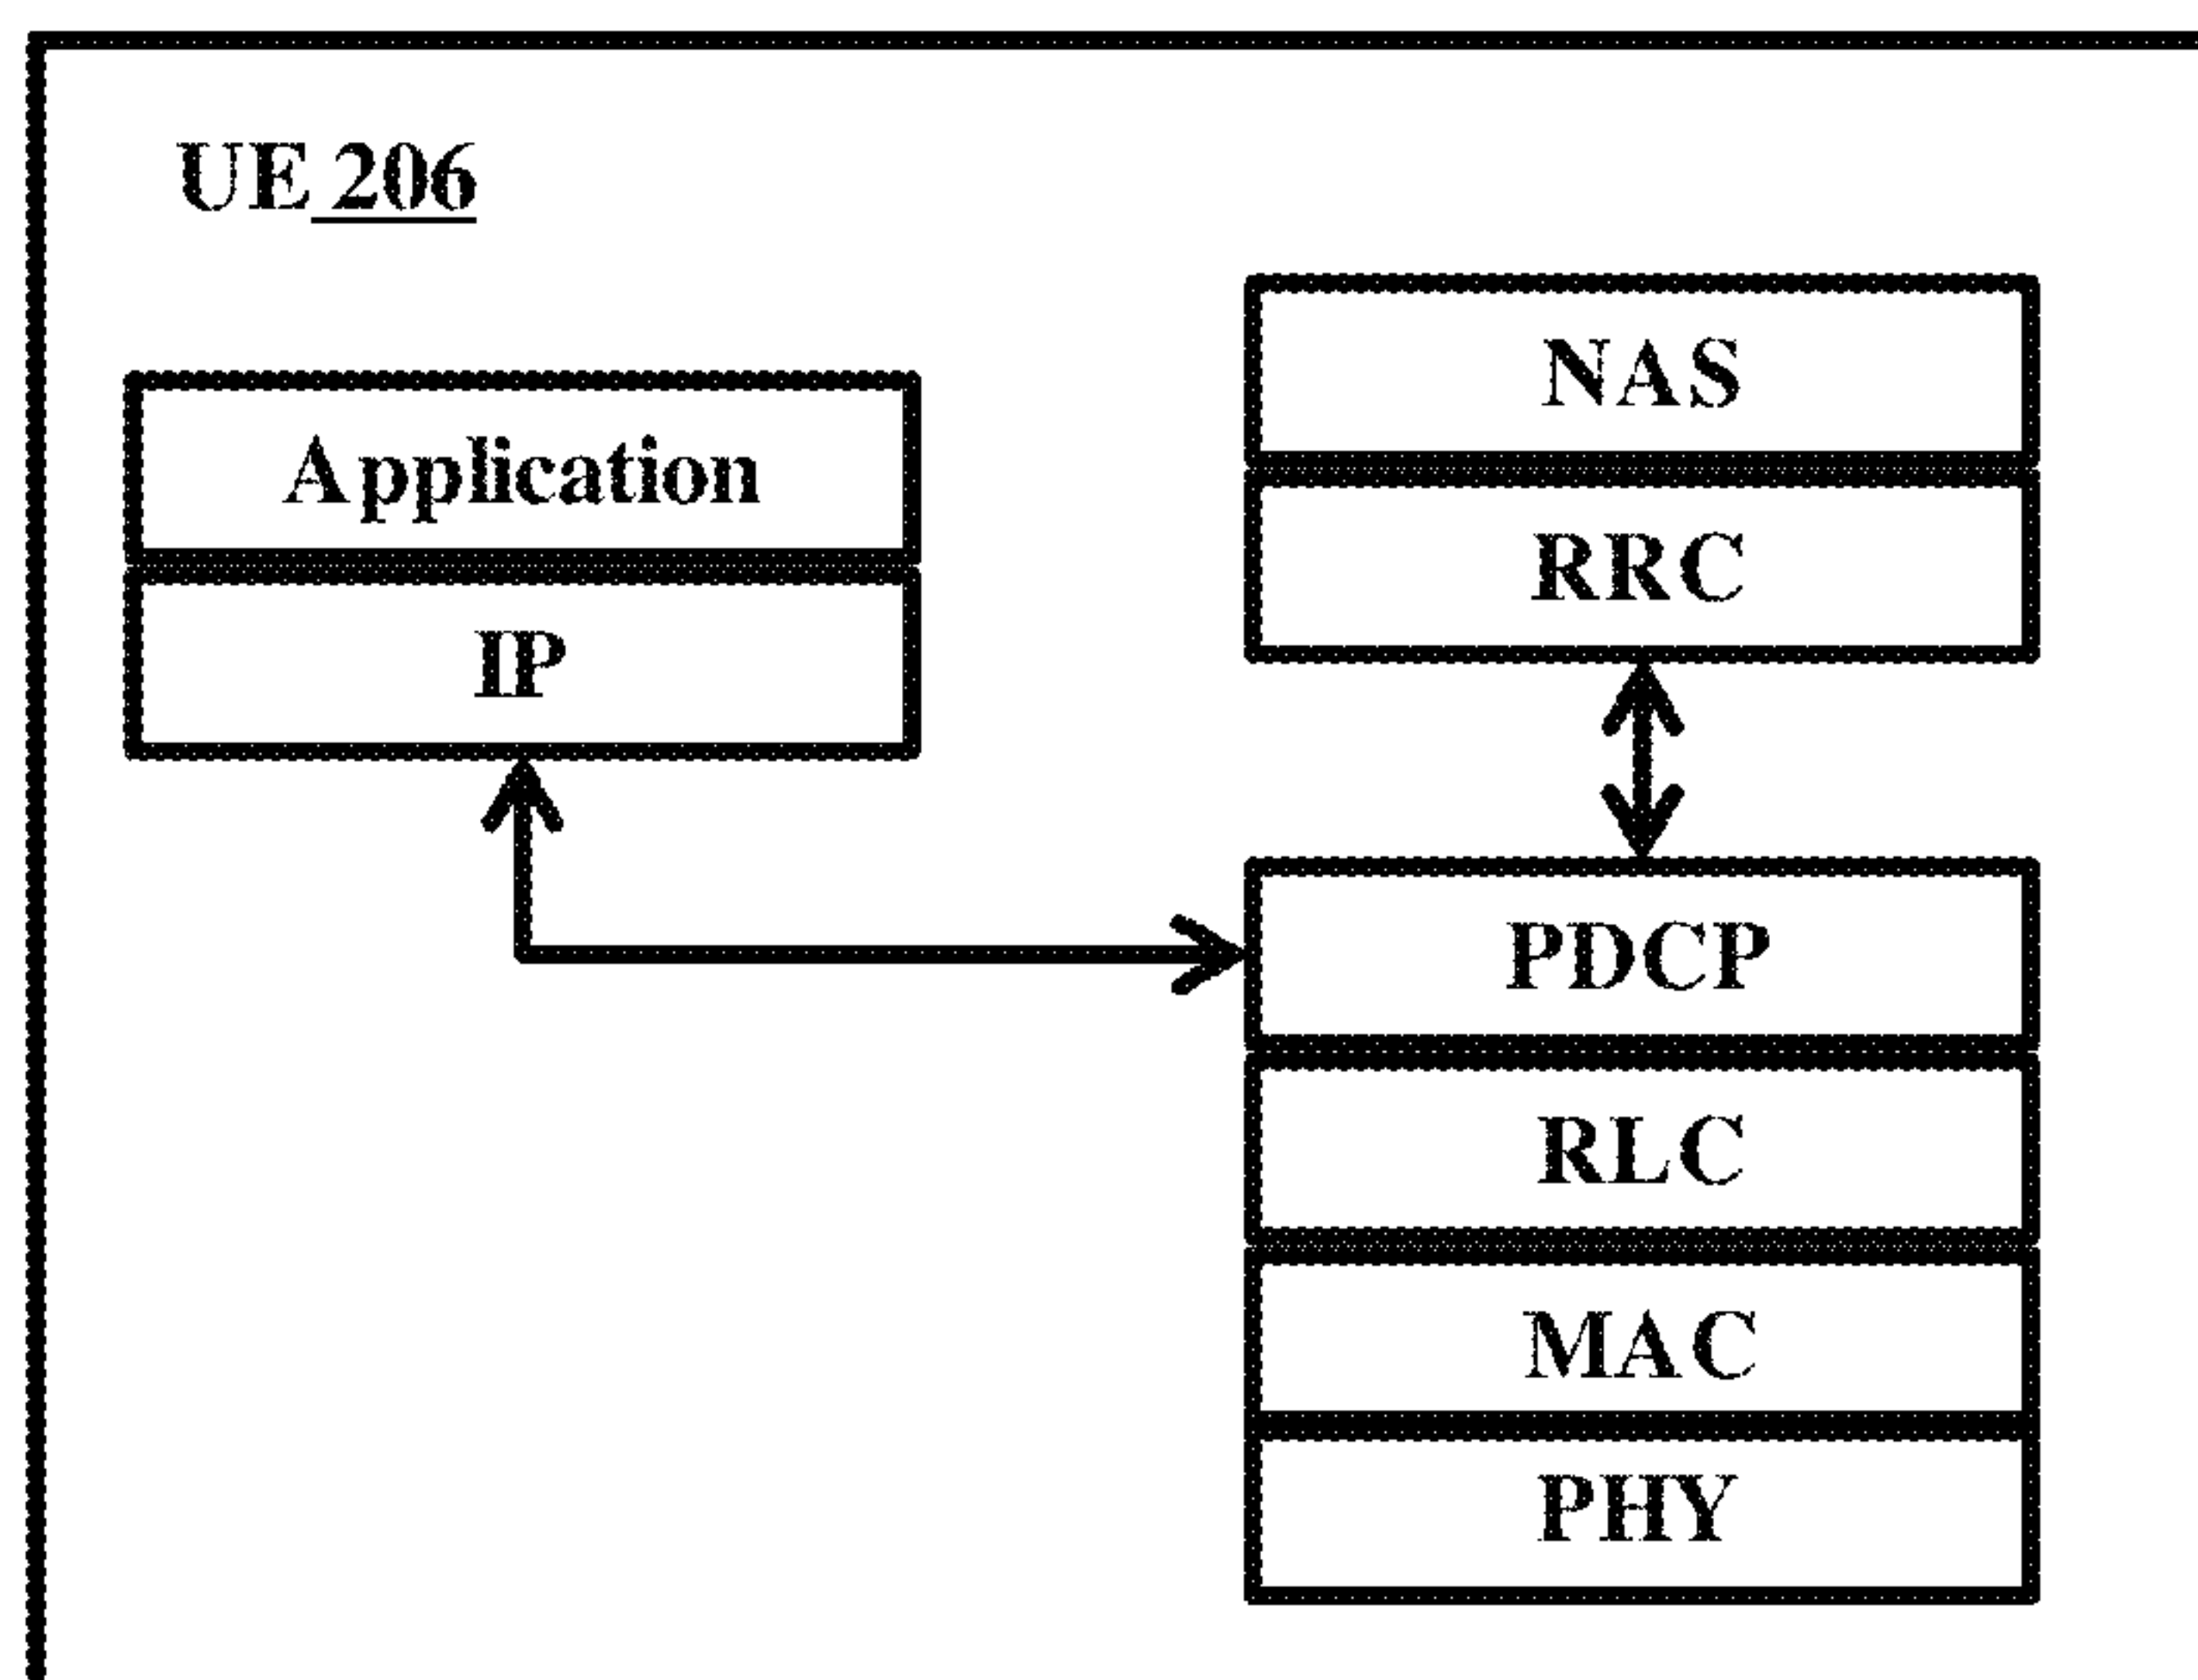 UE 206
Application
IP
NAS
RRC
PDCP
RLC
MAC
PHY